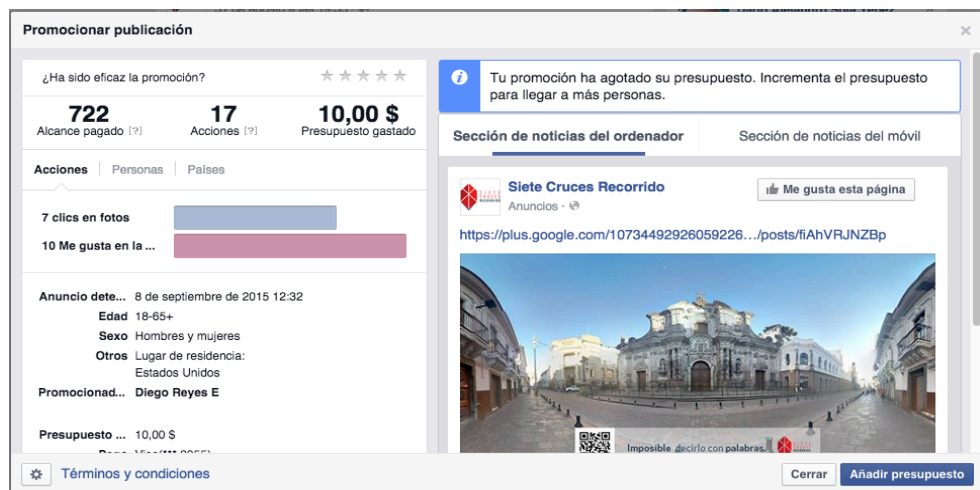 Promocionar publicación
×
¿Ha sido eficaz la promoción?
722
Alcance pagado [?]
17
Acciones [?]
10,00 $
Presupuesto gastado
Acciones
Personas
Países
7 clics en fotos
10 Me gusta en la ...
Anuncio dete... 8 de septiembre de 2015 12:32
Edad 18-65+
Sexo Hombres y mujeres
Otros Lugar de residencia:
Estados Unidos
Promocionad... Diego Reyes E
Presupuesto ... 10,00 $
Términos y condiciones
i
Tu promoción ha agotado su presupuesto. Incrementa el presupuesto
para llegar a más personas.
Sección de noticias del ordenador
Sección de noticias del móvil
Siete Cruces Recorrido
Anuncios ·
Me gusta esta página
https://plus.google.com/10734492926059226…/posts/fiAhVRJNZBp
Imposible decirlo con palabras.
Cerrar
Añadir presupuesto